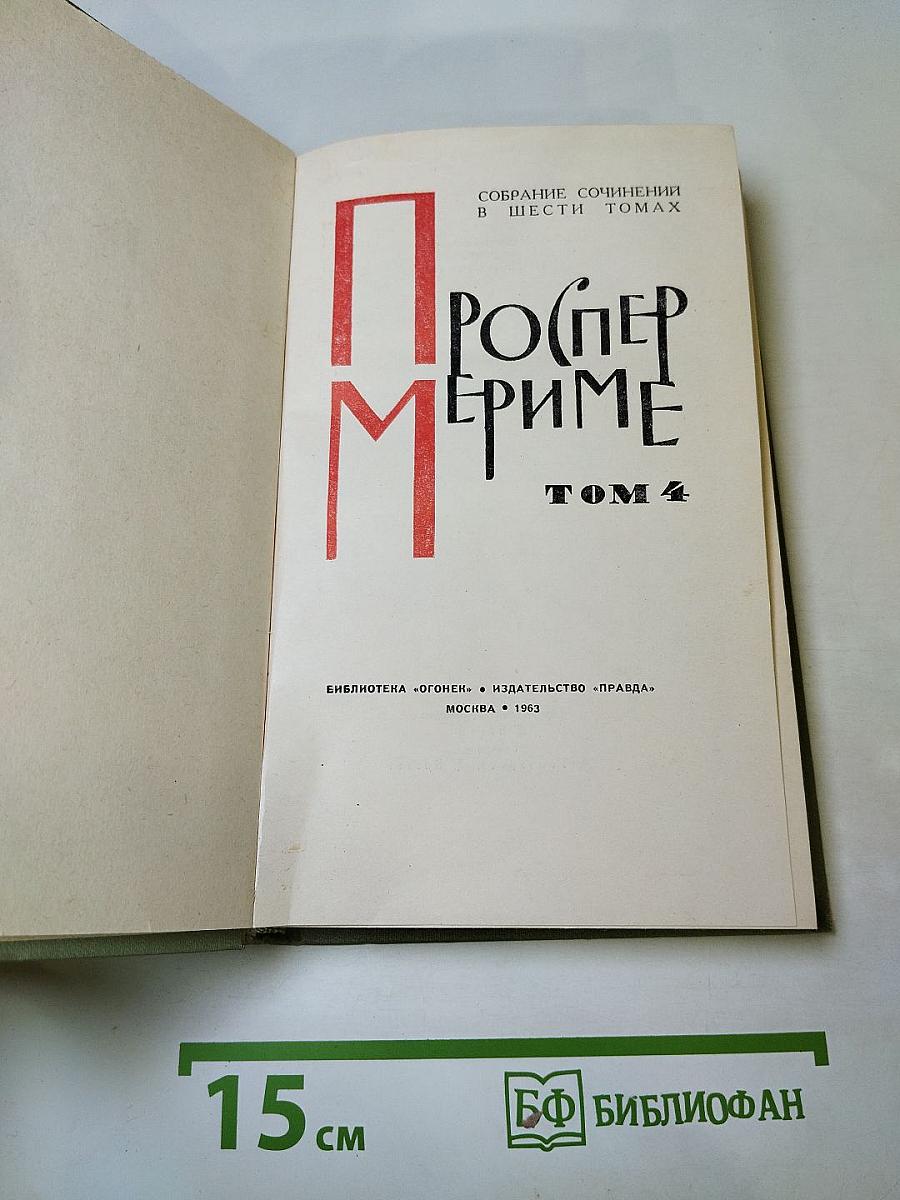 СОБРАНИЕ СОЧИНЕНИЙ
В ШЕСТИ ТОМАХ
ПРОСПЕР
МЕРИМЕ
ТОМ 4
БИБЛИОТЕКА «ОГОНЕК» • ИЗДАТЕЛЬСТВО «ПРАВДА»
МОСКВА • 1963
15 см
БФ БИБЛИОФАН